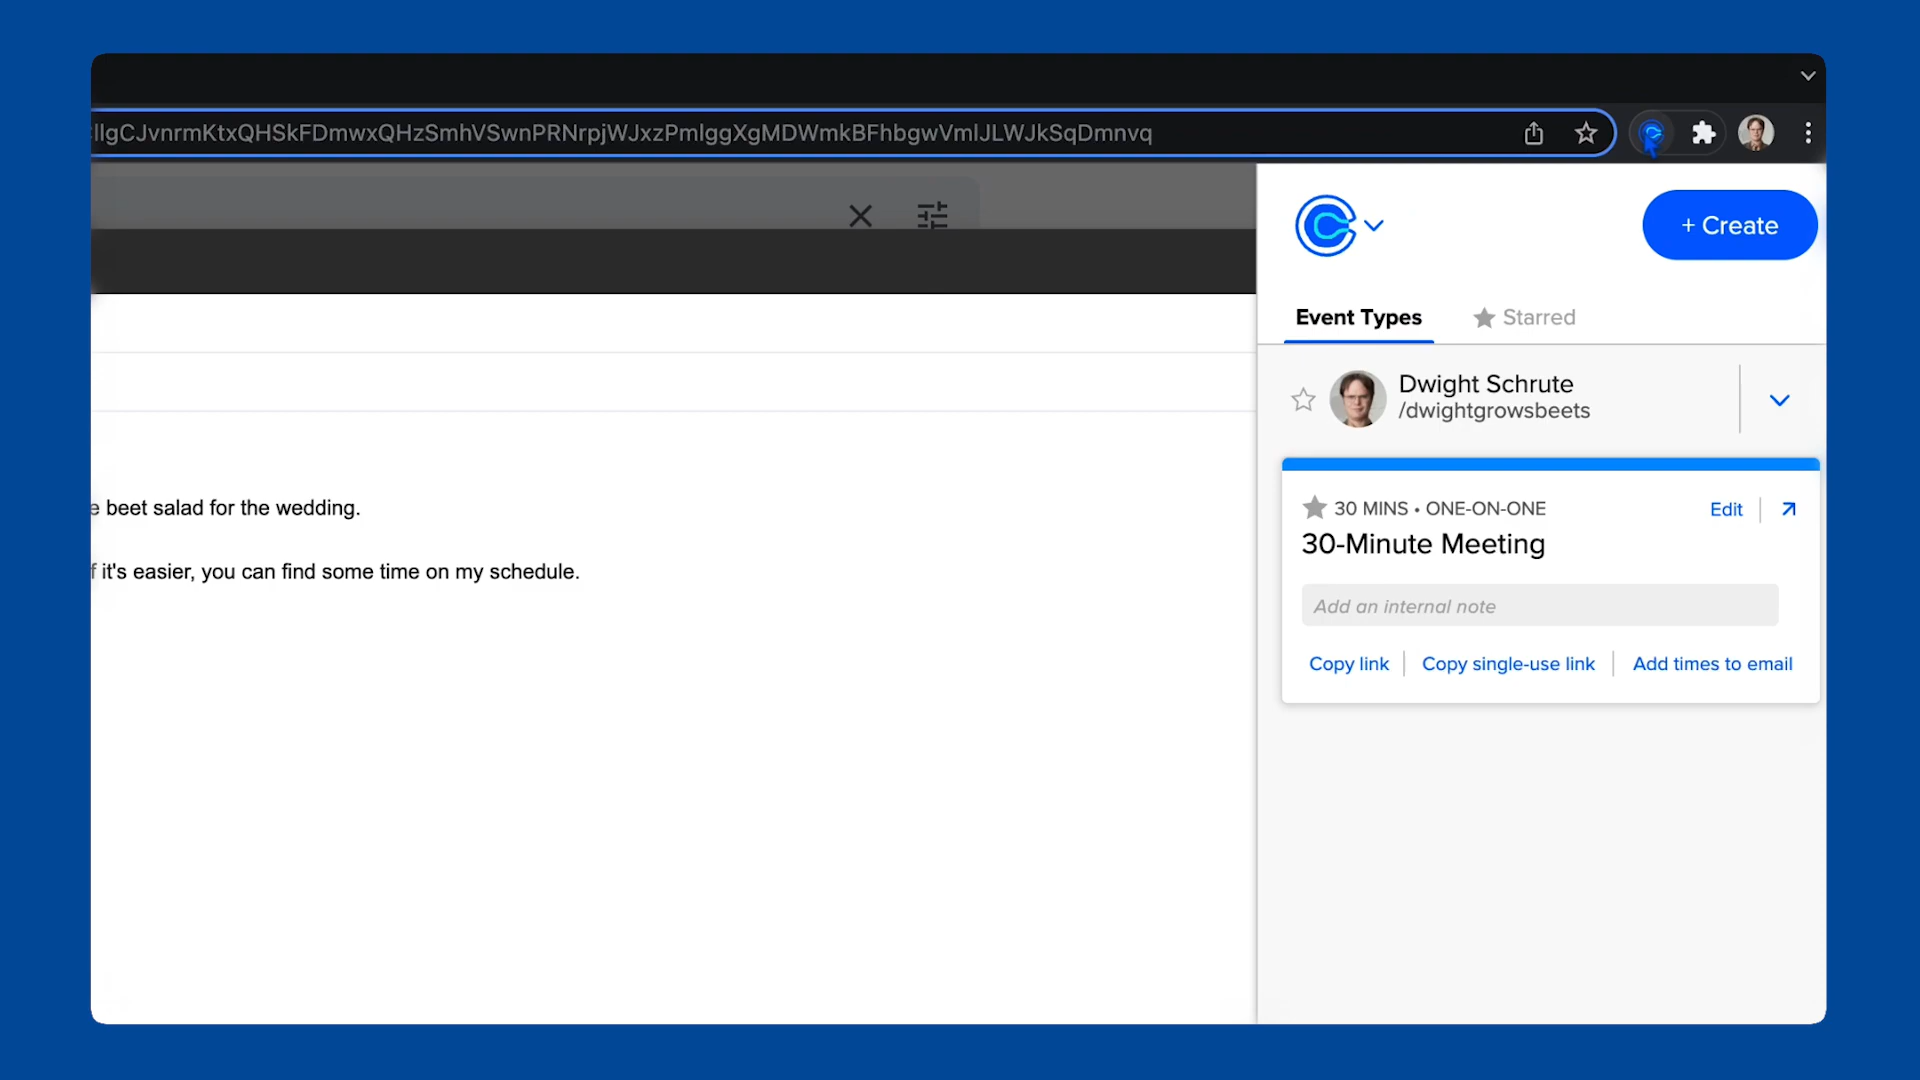 llgCJvnrmKtxQHSkFDmwxQHzSmhVSwnPRNrpjWJxzPmlggXgMDWmkBFhbgwVmlJLWJkSqDmnvq
+ Create
Event Types
Starred
Dwight Schrute
/dwightgrowsbeets
30 MINS • ONE-ON-ONE
Edit
30-Minute Meeting
Add an internal note
Copy link
Copy single-use link
Add times to email
e beet salad for the wedding.
f it's easier, you can find some time on my schedule.